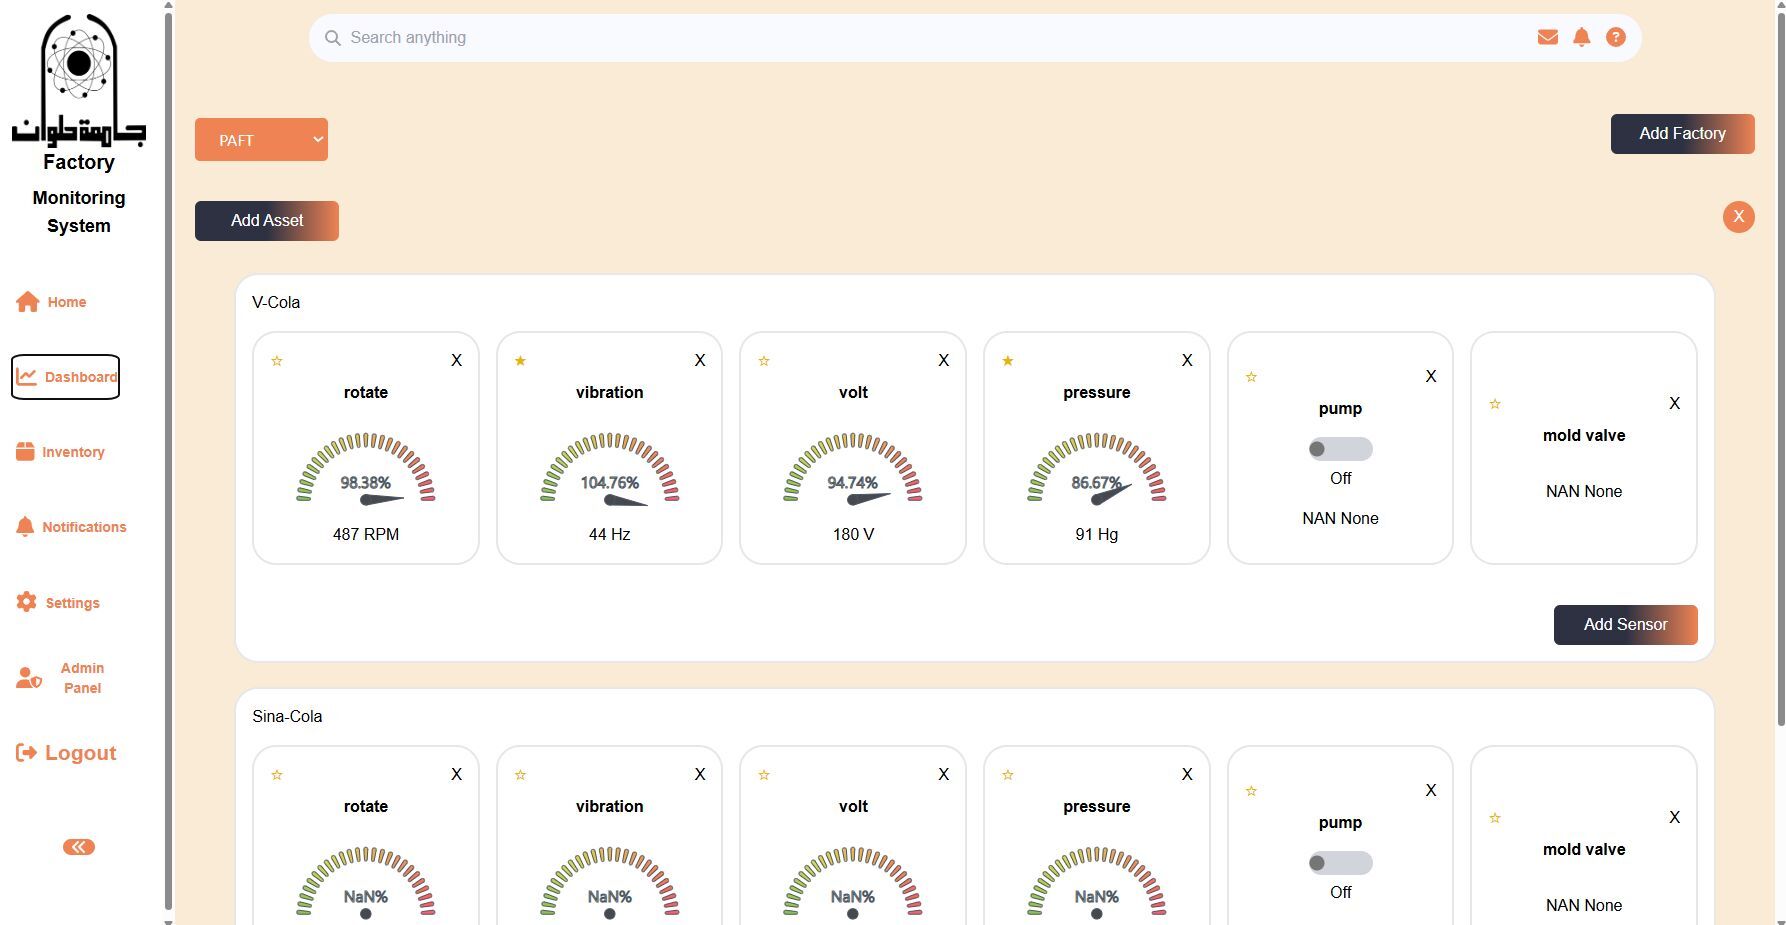 جامعة حلوان
Factory
Monitoring
System
Home
Dashboard
Inventory
Notifications
Settings
Admin
Panel
Logout
Search anything
?
PAFT
Add Factory
Add Asset
X
V-Cola
X
rotate
98.38%
487 RPM
X
vibration
104.76%
44 Hz
X
volt
94.74%
180 V
X
pressure
86.67%
91 Hg
X
pump
Off
NAN None
X
mold valve
NAN None
Add Sensor
Sina-Cola
X
rotate
NaN%
X
vibration
NaN%
X
volt
NaN%
X
pressure
NaN%
X
pump
Off
X
mold valve
NAN None